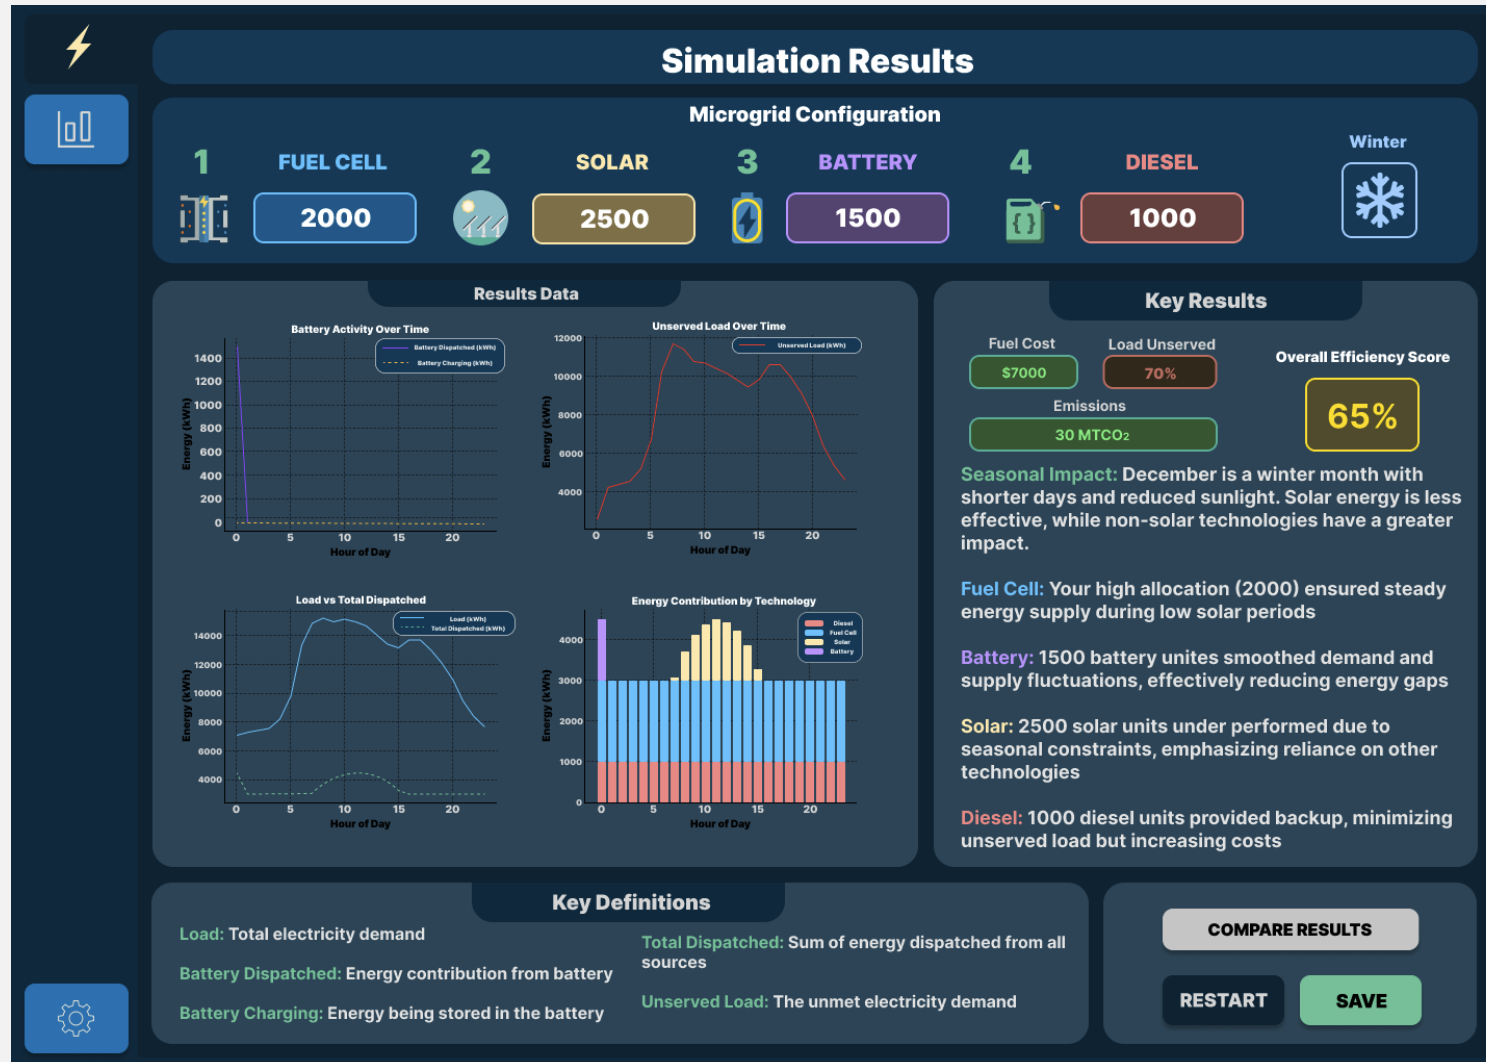 Simulation Results
Microgrid Configuration
1
FUEL CELL
2000
2
SOLAR
2500
3
BATTERY
1500
4
DIESEL
1000
Winter
Results Data
Battery Activity Over Time
Battery Dispatched (kWh)
Battery Charging (kWh)
Energy (kWh)
1400
1200
1000
800
600
400
200
0
0
5
10
15
20
Hour of Day
Unserved Load Over Time
Unserved Load (kWh)
Energy (kWh)
12000
10000
8000
6000
4000
0
5
10
15
20
Hour of Day
Load vs Total Dispatched
Load (kWh)
Total Dispatched (kWh)
Energy (kWh)
14000
12000
10000
8000
6000
4000
0
5
10
15
20
Hour of Day
Energy Contribution by Technology
Diesel
Fuel Cell
Solar
Battery
Energy (kWh)
4000
3000
2000
1000
0
0
5
10
15
20
Hour of Day
Key Results
Fuel Cost
$7000
Load Unserved
70%
Emissions
30 MTCO₂
Overall Efficiency Score
65%
Seasonal Impact: December is a winter month with
shorter days and reduced sunlight. Solar energy is less
effective, while non-solar technologies have a greater
impact.
Fuel Cell: Your high allocation (2000) ensured steady
energy supply during low solar periods
Battery: 1500 battery unites smoothed demand and
supply fluctuations, effectively reducing energy gaps
Solar: 2500 solar units under performed due to
seasonal constraints, emphasizing reliance on other
technologies
Diesel: 1000 diesel units provided backup, minimizing
unserved load but increasing costs
Key Definitions
Load: Total electricity demand
Battery Dispatched: Energy contribution from battery
Battery Charging: Energy being stored in the battery
Total Dispatched: Sum of energy dispatched from all
sources
Unserved Load: The unmet electricity demand
COMPARE RESULTS
RESTART
SAVE